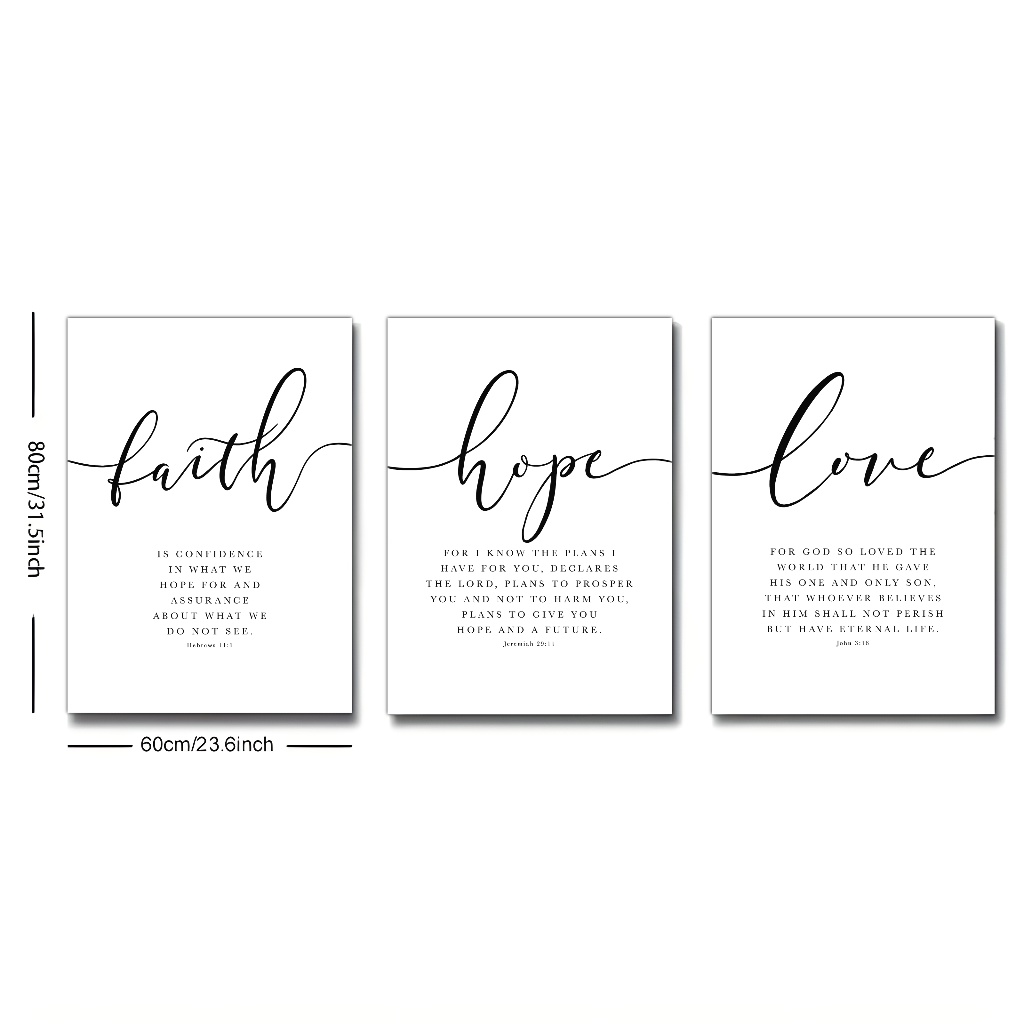 80cm/31.5inch
faith
IS CONFIDENCE
IN WHAT WE
HOPE FOR AND
ASSURANCE
ABOUT WHAT WE
DO NOT SEE.
Hebrews 11:1
hope
FOR I KNOW THE PLANS I
HAVE FOR YOU, DECLARES
THE LORD, PLANS TO PROSPER
YOU AND NOT TO HARM YOU,
PLANS TO GIVE YOU
HOPE AND A FUTURE.
Jeremiah 29:11
love
FOR GOD SO LOVED THE
WORLD THAT HE GAVE
HIS ONE AND ONLY SON,
THAT WHOEVER BELIEVES
IN HIM SHALL NOT PERISH
BUT HAVE ETERNAL LIFE.
John 3:16
60cm/23.6inch